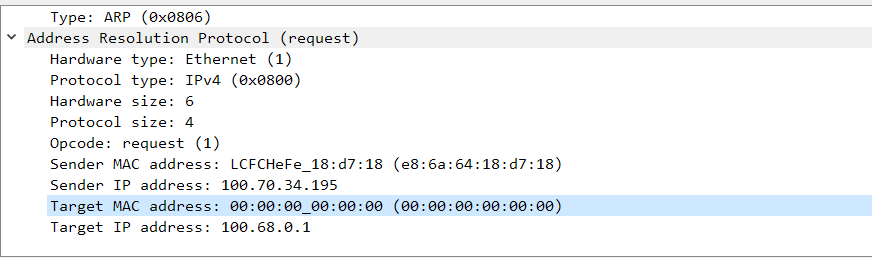 Type: ARP (0x0806)
Address Resolution Protocol (request)
Hardware type: Ethernet (1)
Protocol type: IPv4 (0x0800)
Hardware size: 6
Protocol size: 4
Opcode: request (1)
Sender MAC address: LCFCHeFe_18:d7:18 (e8:6a:64:18:d7:18)
Sender IP address: 100.70.34.195
Target MAC address: 00:00:00_00:00:00 (00:00:00:00:00:00)
Target IP address: 100.68.0.1